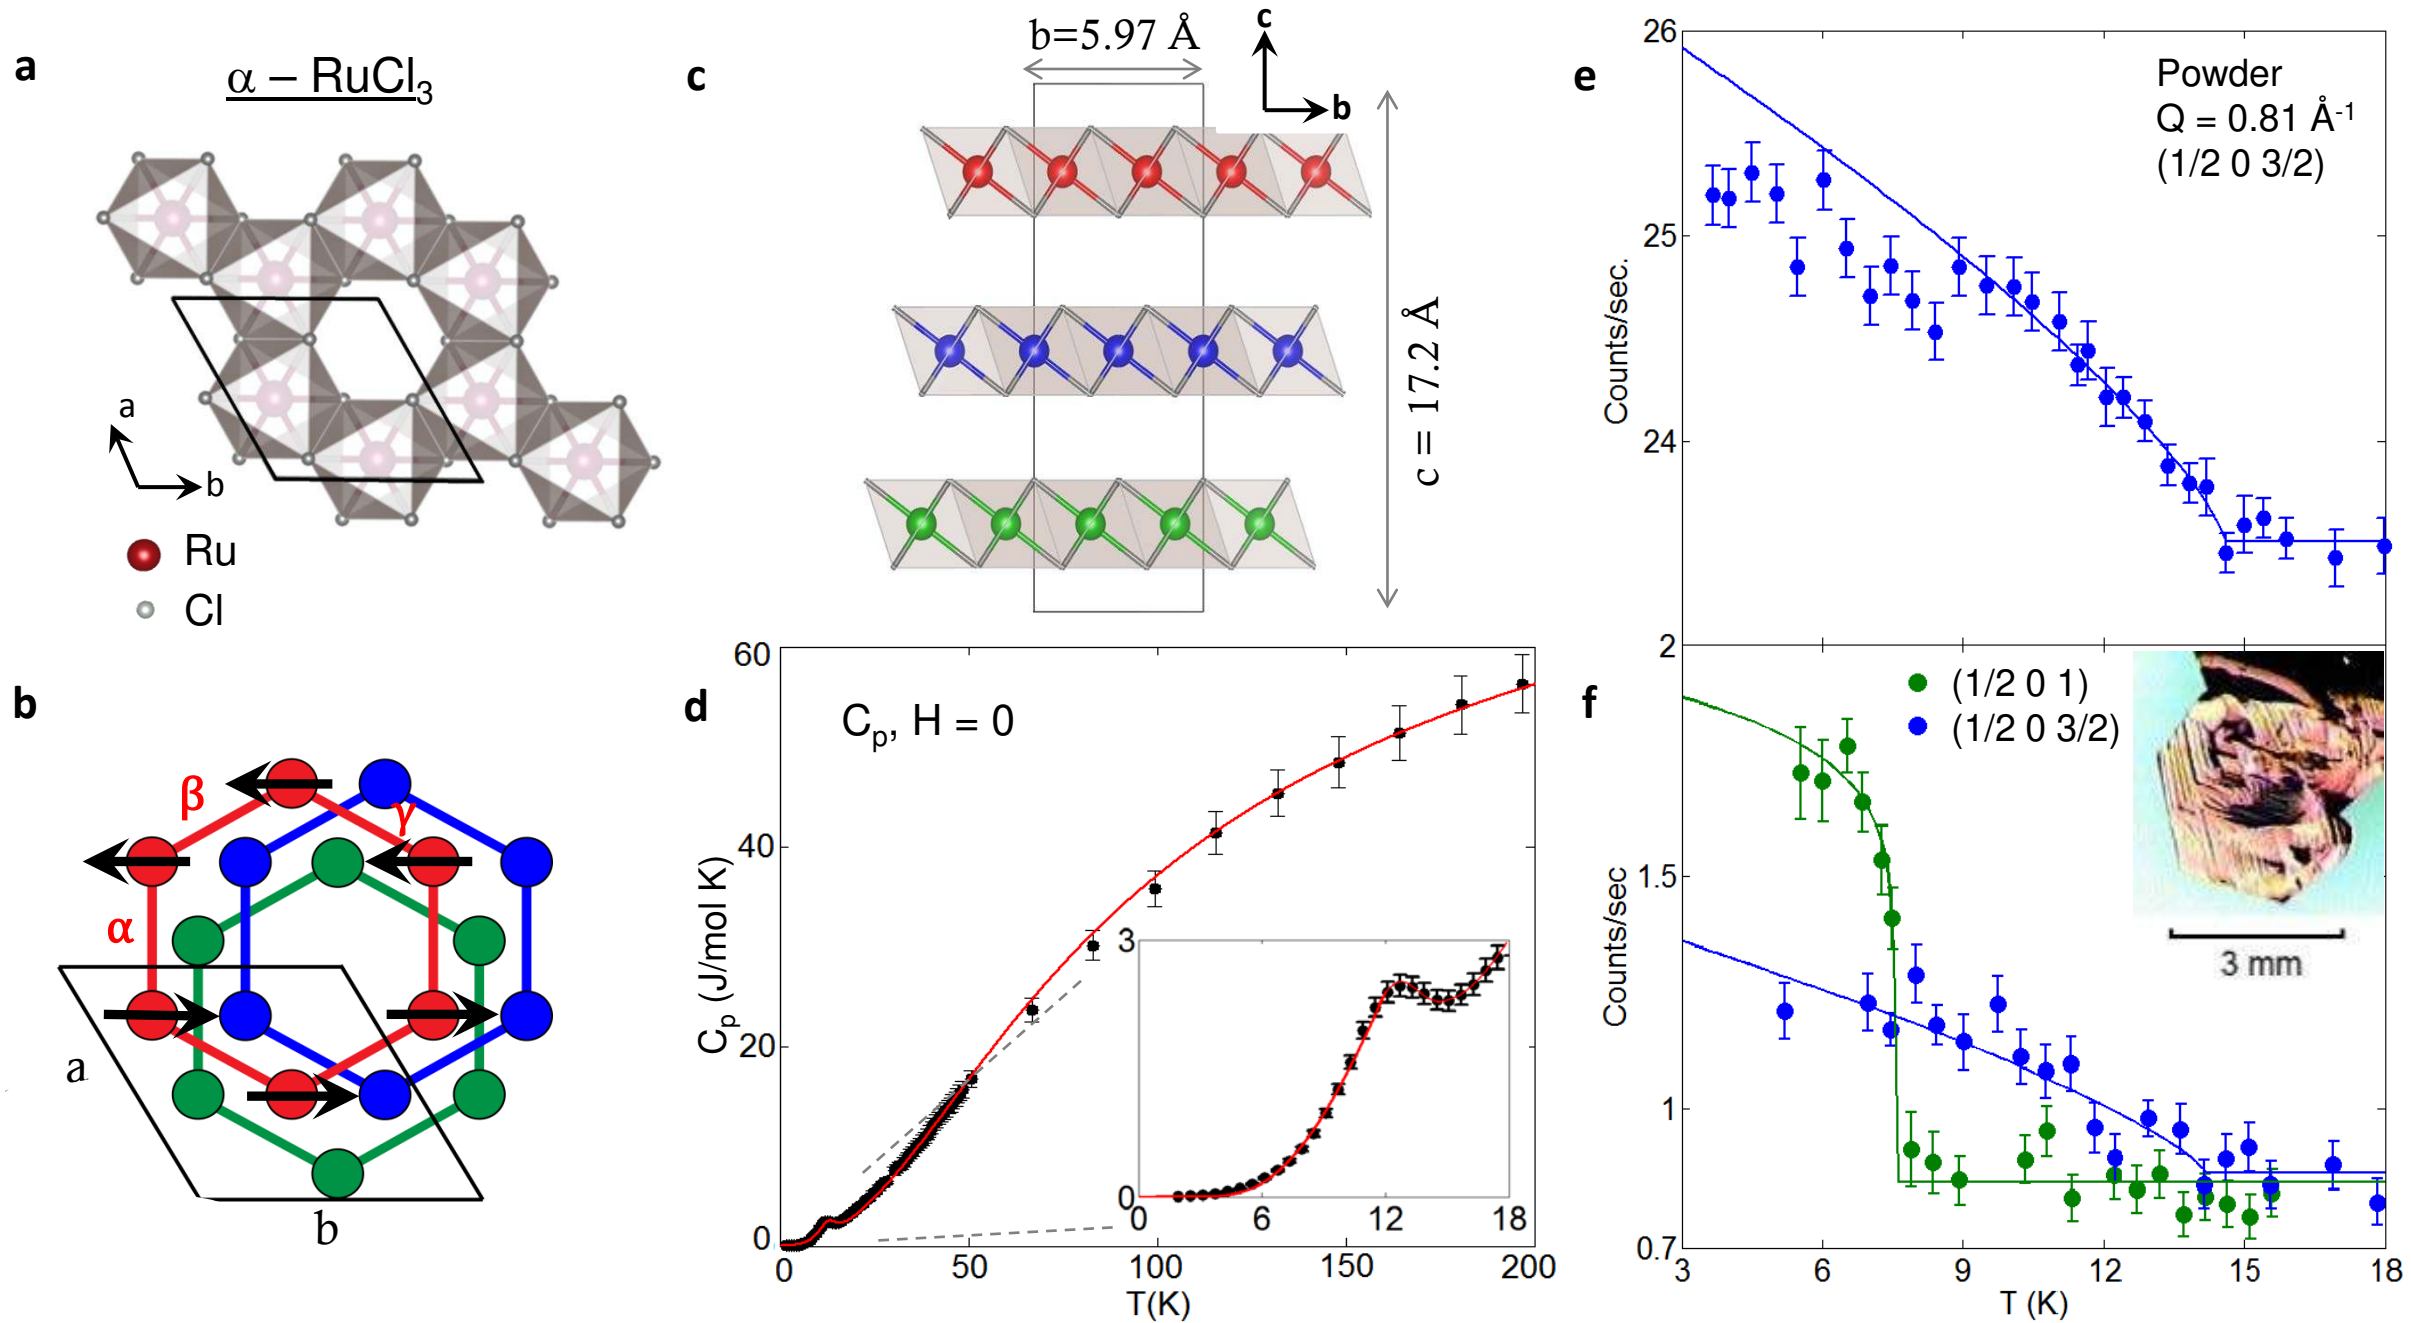 a
α – RuCl3
a
b
Ru
Cl
b
β
γ
α
a
b
c
b=5.97 Å
c
b
c = 17.2 Å
d
60
40
20
0
Cp (J/mol K)
Cp, H = 0
3
0
0 6 12 18
0 50 100 150 200
T(K)
e
26
25
24
2
Counts/sec.
Powder
Q = 0.81 Å-1
(1/2 0 3/2)
f
(1/2 0 1)
(1/2 0 3/2)
3 mm
1.5
1
0.7
Counts/sec
3 6 9 12 15 18
T (K)